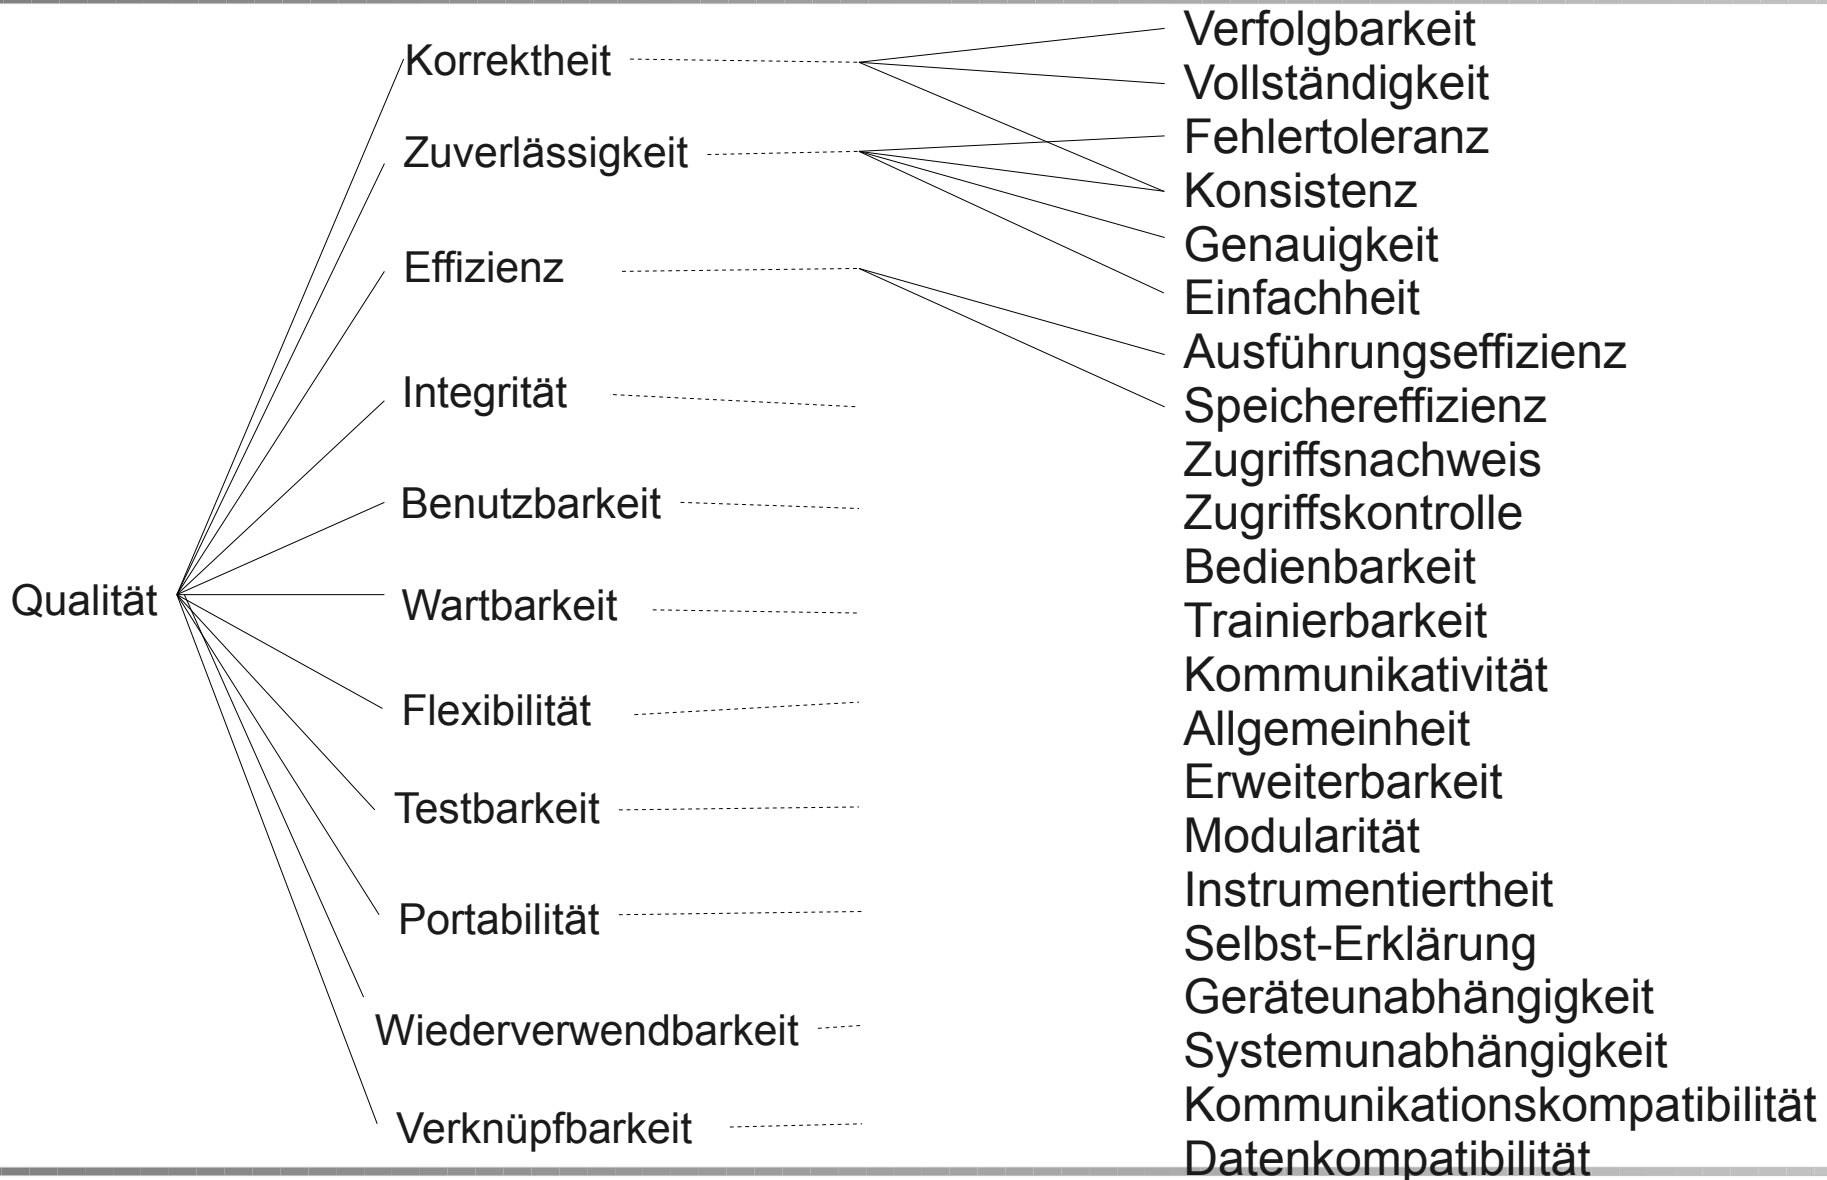 Qualität
Korrektheit
Zuverlässigkeit
Effizienz
Integrität
Benutzbarkeit
Wartbarkeit
Flexibilität
Testbarkeit
Portabilität
Wiederverwendbarkeit
Verknüpfbarkeit
Verfolgbarkeit
Vollständigkeit
Fehlertoleranz
Konsistenz
Genauigkeit
Einfachheit
Ausführungseffizienz
Speichereffizienz
Zugriffsnachweis
Zugriffskontrolle
Bedienbarkeit
Trainierbarkeit
Kommunikativität
Allgemeinheit
Erweiterbarkeit
Modularität
Instrumentiertheit
Selbst-Erklärung
Geräteunabhängigkeit
Systemunabhängigkeit
Kommunikationskompatibilität
Datenkompatibilität